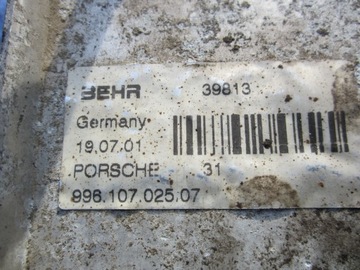 BEHR 39813
Germany
19.07.01
PORSCHE 31
996.107.025.07